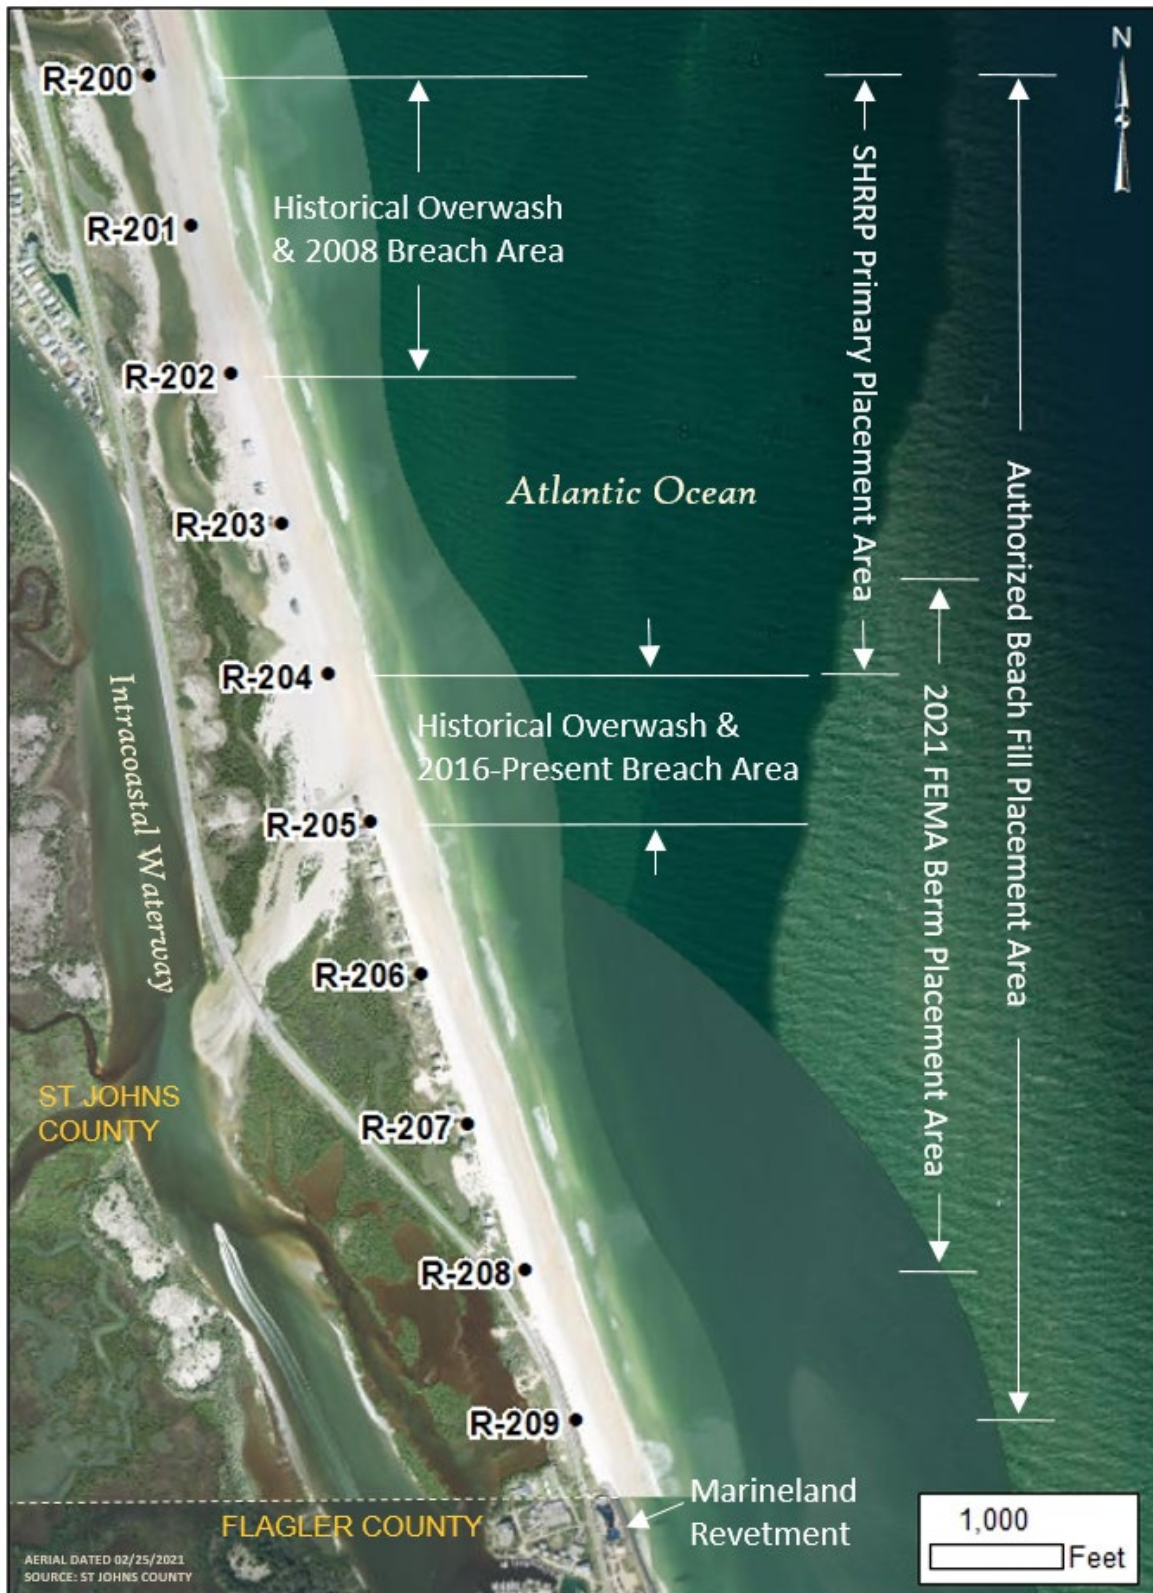 N
R-200
R-201
Historical Overwash
& 2008 Breach Area
R-202
SHRRP Primary Placement Area
Atlantic Ocean
R-203
Authorized Beach Fill Placement Area
R-204
Intracoastal Waterway
Historical Overwash &
2016-Present Breach Area
2021 FEMA Berm Placement Area
R-205
R-206
ST JOHNS
COUNTY
R-207
R-208
R-209
Marineland
Revetment
FLAGLER COUNTY
1,000
Feet
AERIAL DATED 02/25/2021
SOURCE: ST JOHNS COUNTY